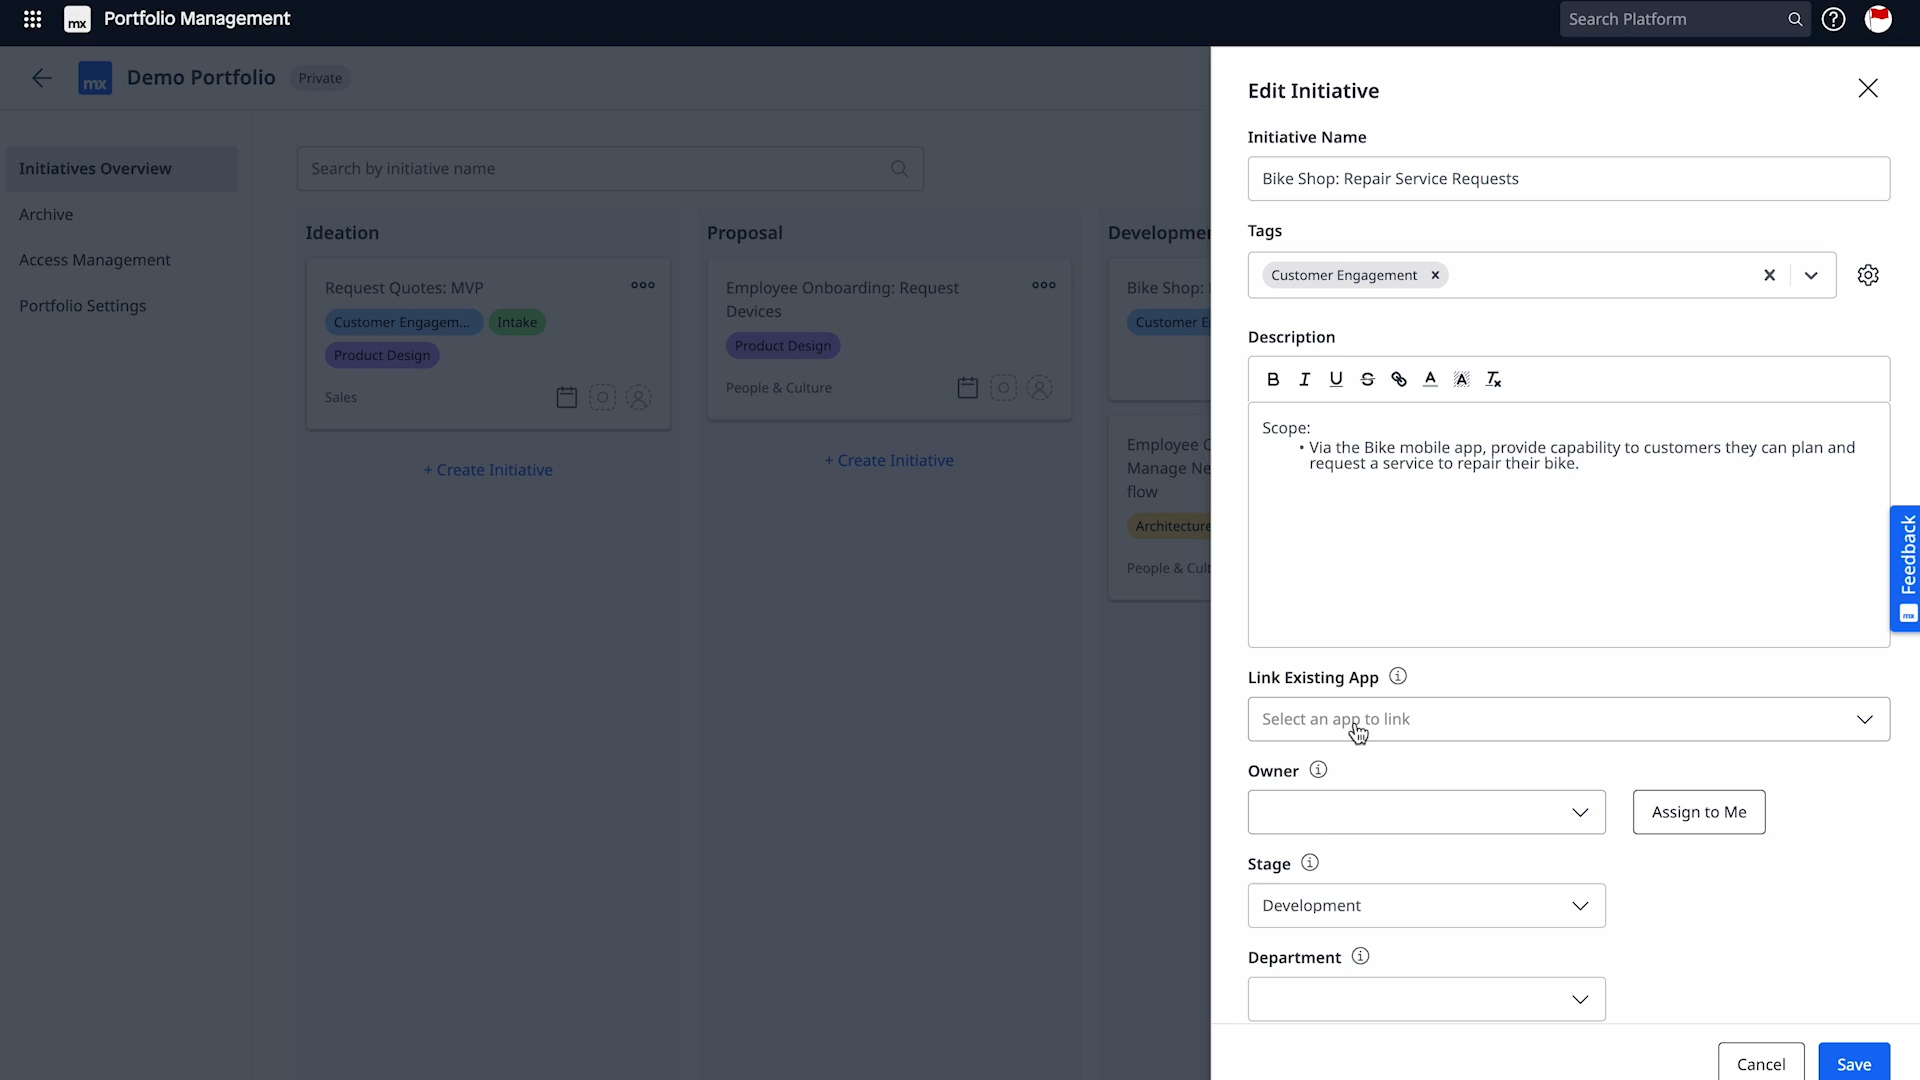 mx Portfolio Management
Search Platform
mx Demo Portfolio Private
Initiatives Overview
Archive
Access Management
Portfolio Settings
Search by initiative name
Ideation
Request Quotes: MVP
Customer Engagem... Intake
Product Design
Sales
+ Create Initiative
Proposal
Employee Onboarding: Request
Devices
Product Design
People & Culture
+ Create Initiative
Bike Shop:
Customer
Employee
Manage
flow
Architecture
People &
Edit Initiative
Initiative Name
Bike Shop: Repair Service Requests
Tags
Customer Engagement
Description
Scope:
• Via the Bike mobile app, provide capability to customers they can plan and
request a service to repair their bike.
Link Existing App
Select an app to link
Owner
Assign to Me
Stage
Development
Department
Cancel Save
Feedback
mx